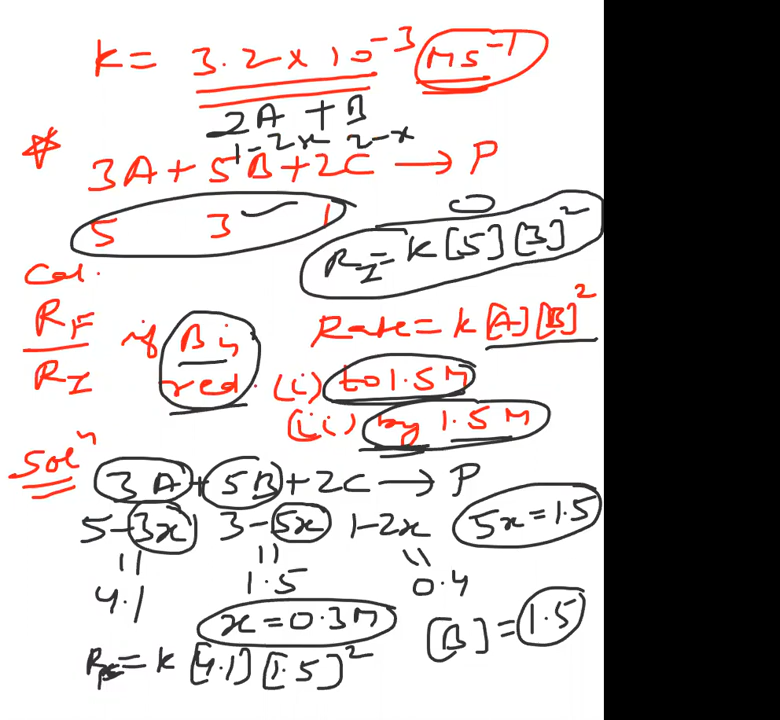 K = 3.2 x 10⁻³ Ms⁻¹
2A + B
1-2x 2-x
3A + 5B + 2C → P
5 3 1
R_I = K[5][3]²
Cal.
R_F / R_I if B is red. Rate = k[A][B]²
(i) to 1.5 M
(ii) by 1.5 M
Solⁿ
3A + 5B + 2C → P
5-3x 3-5x 1-2x 5x = 1.5
4.1 1.5 0.4
x = 0.3M [B] = 1.5
R_F = K[4.1][1.5]²